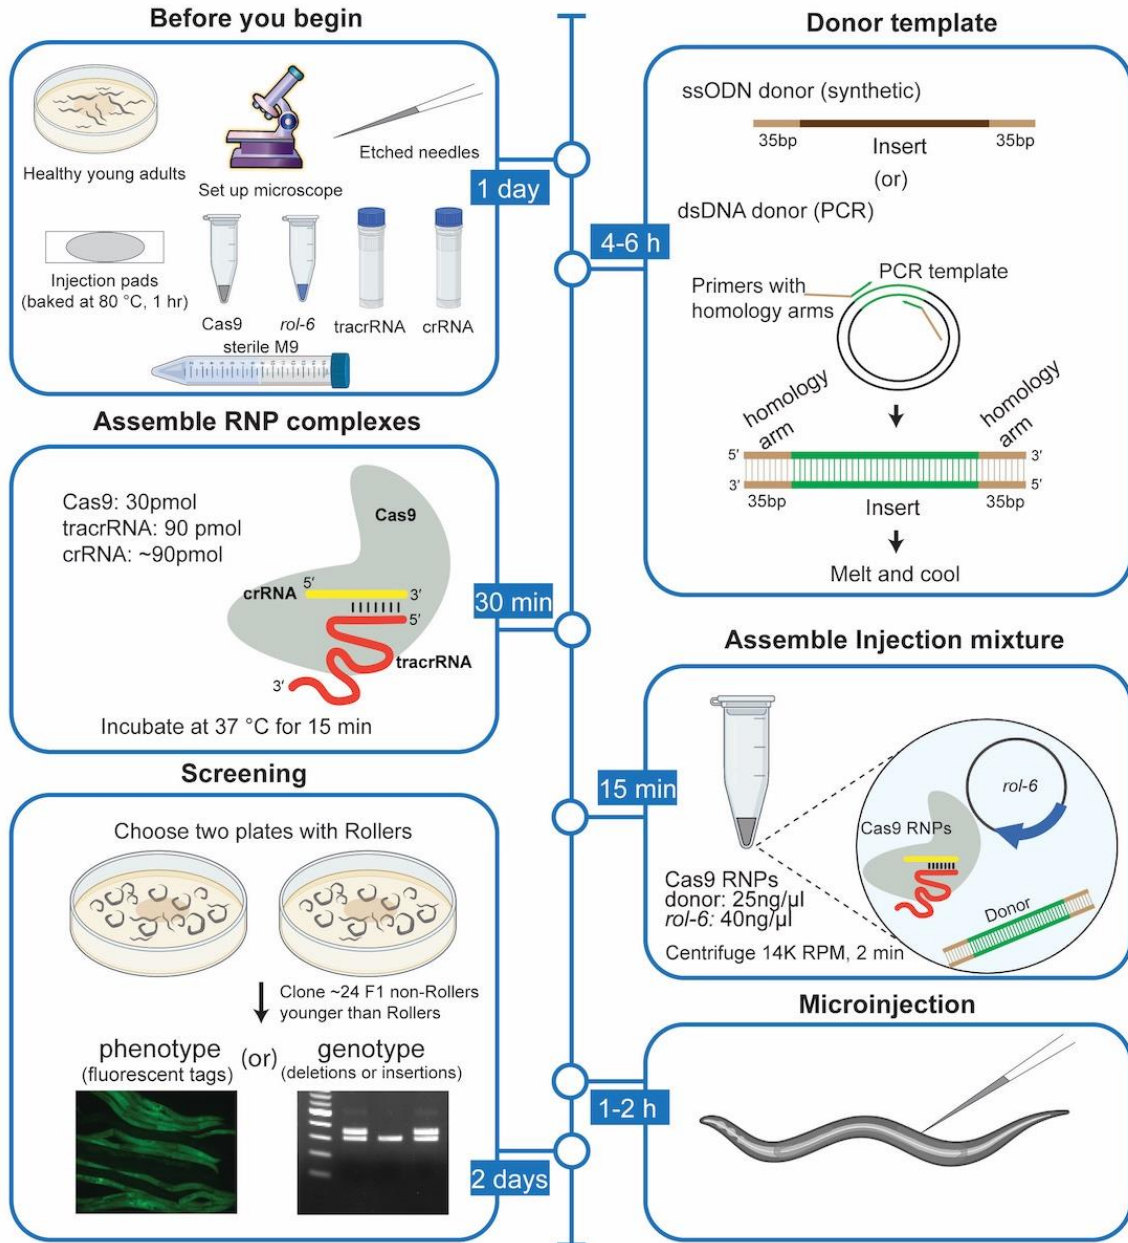 Before you begin
Healthy young adults
Set up microscope
Etched needles
1 day
Injection pads
(baked at 80 °C, 1 hr)
Cas9
rol-6
tracrRNA
crRNA
sterile M9
Donor template
ssODN donor (synthetic)
35bp
Insert
35bp
(or)
dsDNA donor (PCR)
4-6 h
Primers with
homology arms
PCR template
homology
arm
homology
arm
5′
3′
3′
5′
35bp
Insert
35bp
Melt and cool
Assemble RNP complexes
Cas9: 30pmol
tracrRNA: 90 pmol
crRNA: ~90pmol
Cas9
crRNA
5′
3′
5′
tracrRNA
3′
Incubate at 37 °C for 15 min
30 min
Assemble Injection mixture
15 min
rol-6
Cas9 RNPs
Donor
Cas9 RNPs
donor: 25ng/µl
rol-6: 40ng/µl
Centrifuge 14K RPM, 2 min
Microinjection
1-2 h
Screening
Choose two plates with Rollers
Clone ~24 F1 non-Rollers
younger than Rollers
phenotype
(fluorescent tags)
(or)
genotype
(deletions or insertions)
2 days